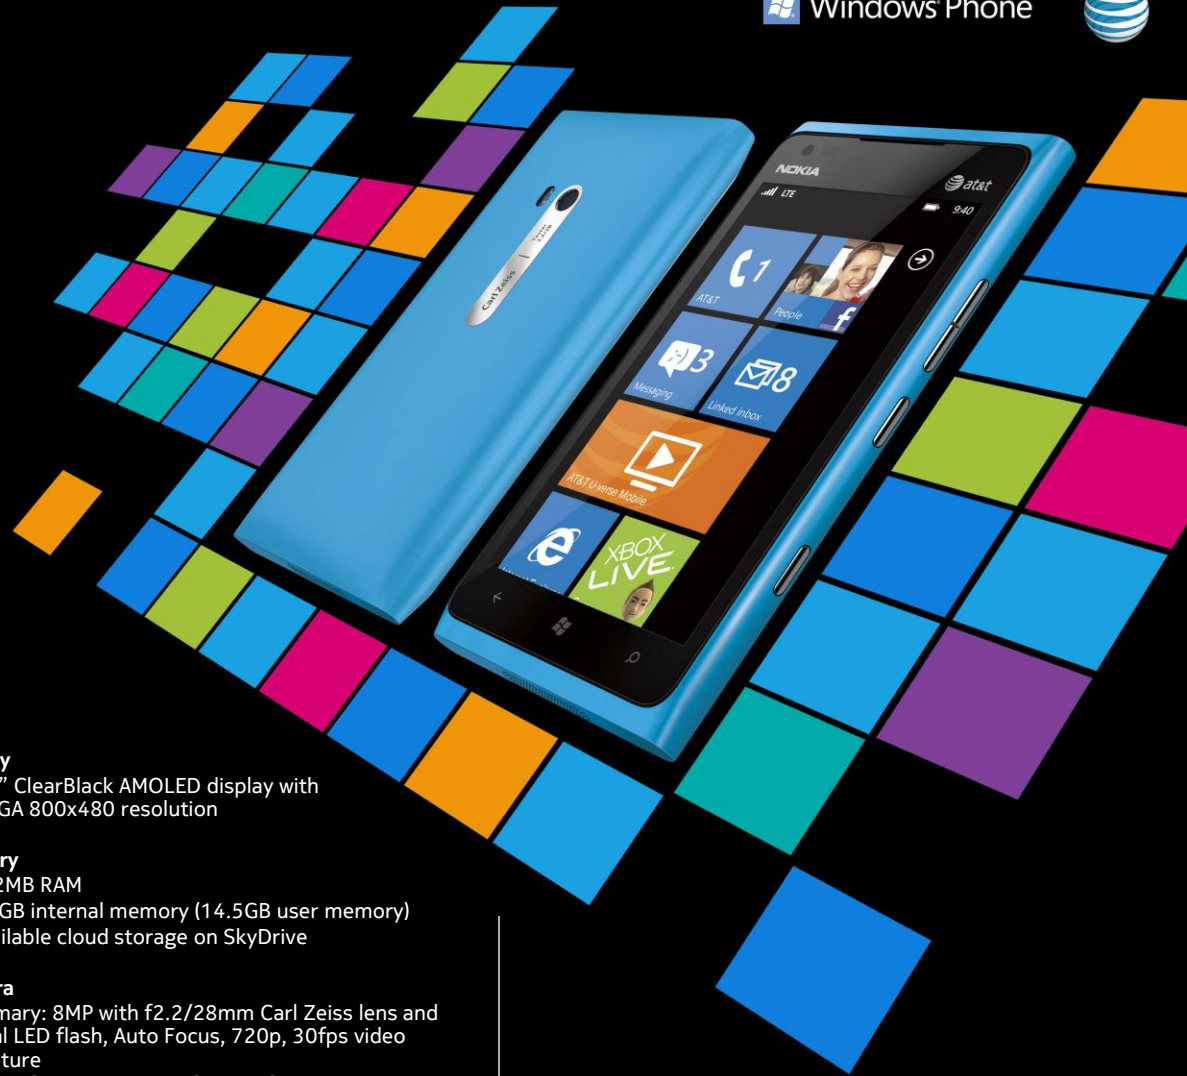 Windows Phone
NOKIA
at&t
LTE
9:40
Carl Zeiss
1
AT&T
People
f
3
Messaging
8
Linked inbox
AT&T U-verse Mobile
XBOX
LIVE
y
” ClearBlack AMOLED display with
GA 800x480 resolution
ry
2MB RAM
GB internal memory (14.5GB user memory)
ilable cloud storage on SkyDrive
ra
mary: 8MP with f2.2/28mm Carl Zeiss lens and
l LED flash, Auto Focus, 720p, 30fps video
ture